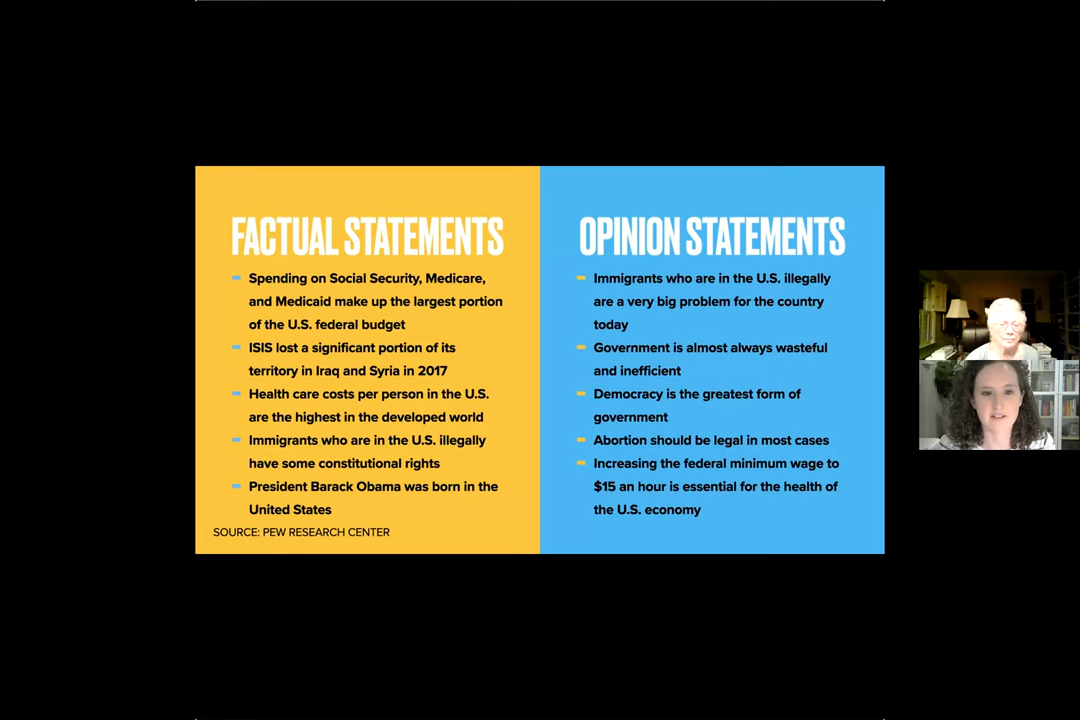 FACTUAL STATEMENTS
Spending on Social Security, Medicare,
and Medicaid make up the largest portion
of the U.S. federal budget
ISIS lost a significant portion of its
territory in Iraq and Syria in 2017
Health care costs per person in the U.S.
are the highest in the developed world
Immigrants who are in the U.S. illegally
have some constitutional rights
President Barack Obama was born in the
United States
SOURCE: PEW RESEARCH CENTER
OPINION STATEMENTS
Immigrants who are in the U.S. illegally
are a very big problem for the country
today
Government is almost always wasteful
and inefficient
Democracy is the greatest form of
government
Abortion should be legal in most cases
Increasing the federal minimum wage to
$15 an hour is essential for the health of
the U.S. economy